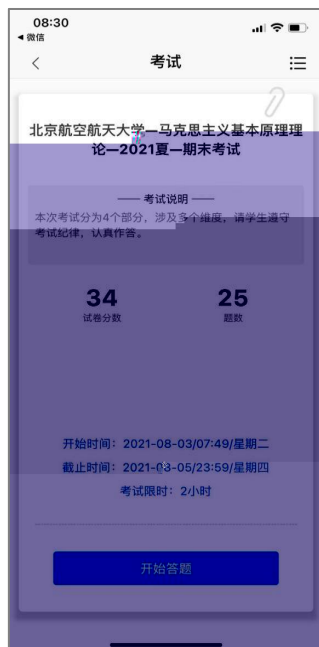 08:30
◀ 微信
考试
北京航空航天大学—马克思主义基本原理理
论—2021夏—期末考试
—— 考试说明 ——
本次考试分为4个部分，涉及多个维度，请学生遵守
考试纪律，认真作答。
34 25
试卷分数 题数
开始时间：2021-08-03/07:49/星期二
截止时间：2021-08-05/23:59/星期四
考试限时：2小时
开始答题